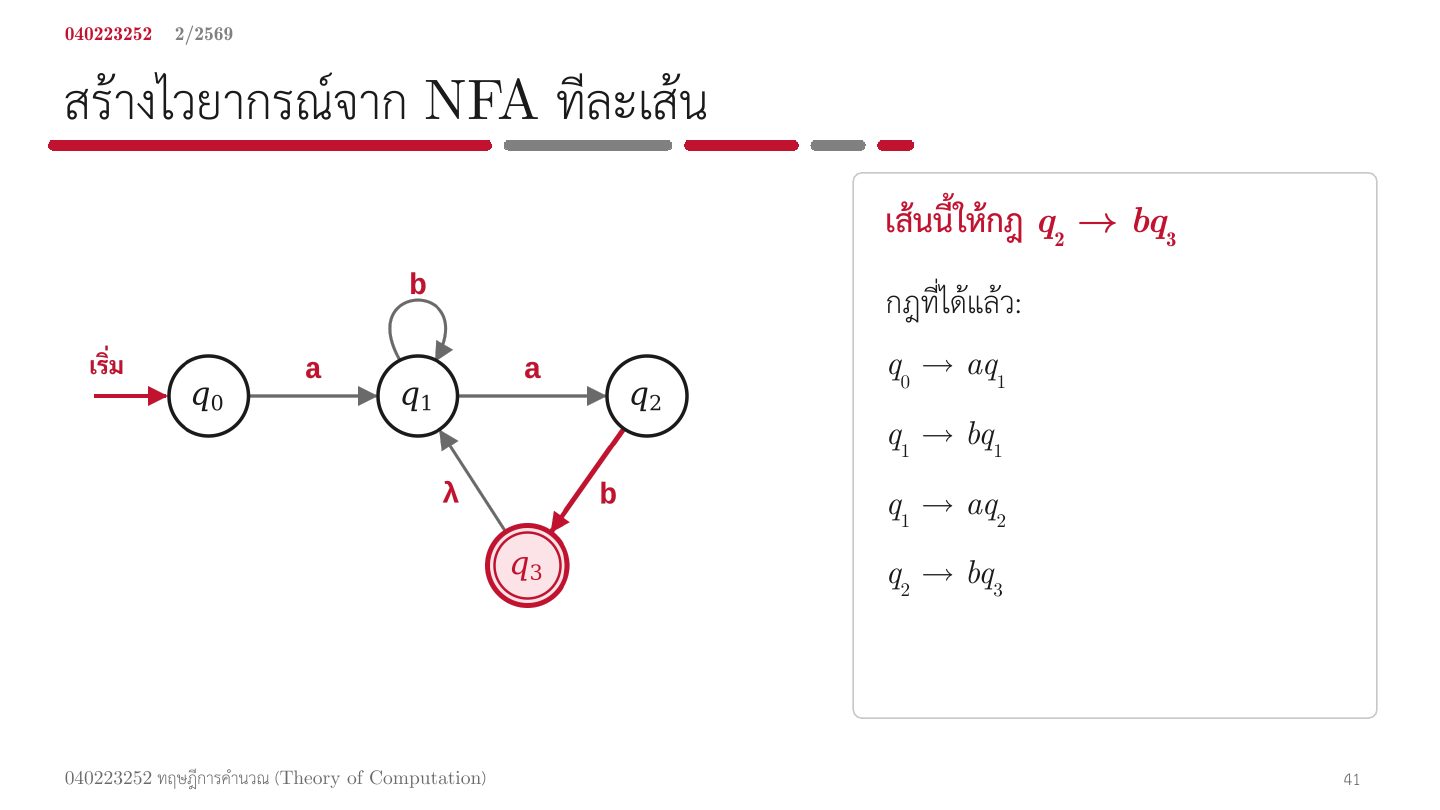 040223252 2/2569
สร้างไวยากรณ์จาก NFA ทีละเส้น
เริ่ม
q0
a
b
q1
a
q2
λ
b
q3
เส้นนี้ให้กฎ q2 → bq3
กฎที่ได้แล้ว:
q0 → aq1
q1 → bq1
q1 → aq2
q2 → bq3
040223252 ทฤษฎีการคำนวณ (Theory of Computation)
41